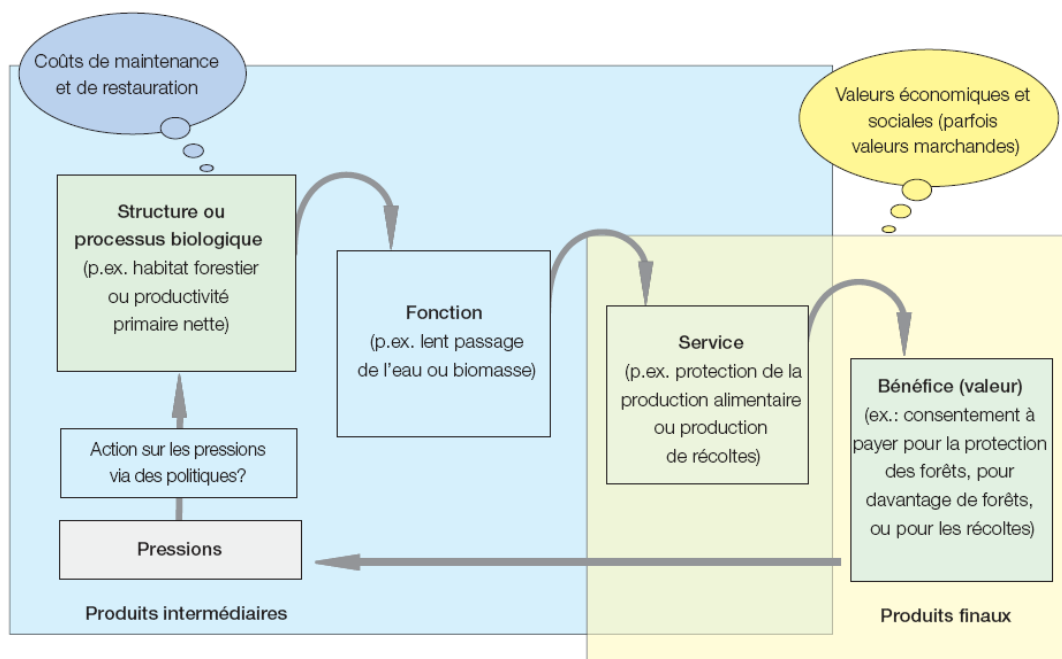 Coûts de maintenance
et de restauration
Valeurs économiques et
sociales (parfois
valeurs marchandes)
Structure ou
processus biologique
(p.ex. habitat forestier
ou productivité
primaire nette)
Fonction
(p.ex. lent passage
de l'eau ou biomasse)
Service
(p.ex. protection de la
production alimentaire
ou production
de récoltes)
Bénéfice (valeur)
(ex.: consentement à
payer pour la protection
des forêts, pour
davantage de forêts,
ou pour les récoltes)
Action sur les pressions
via des politiques?
Pressions
Produits intermédiaires
Produits finaux